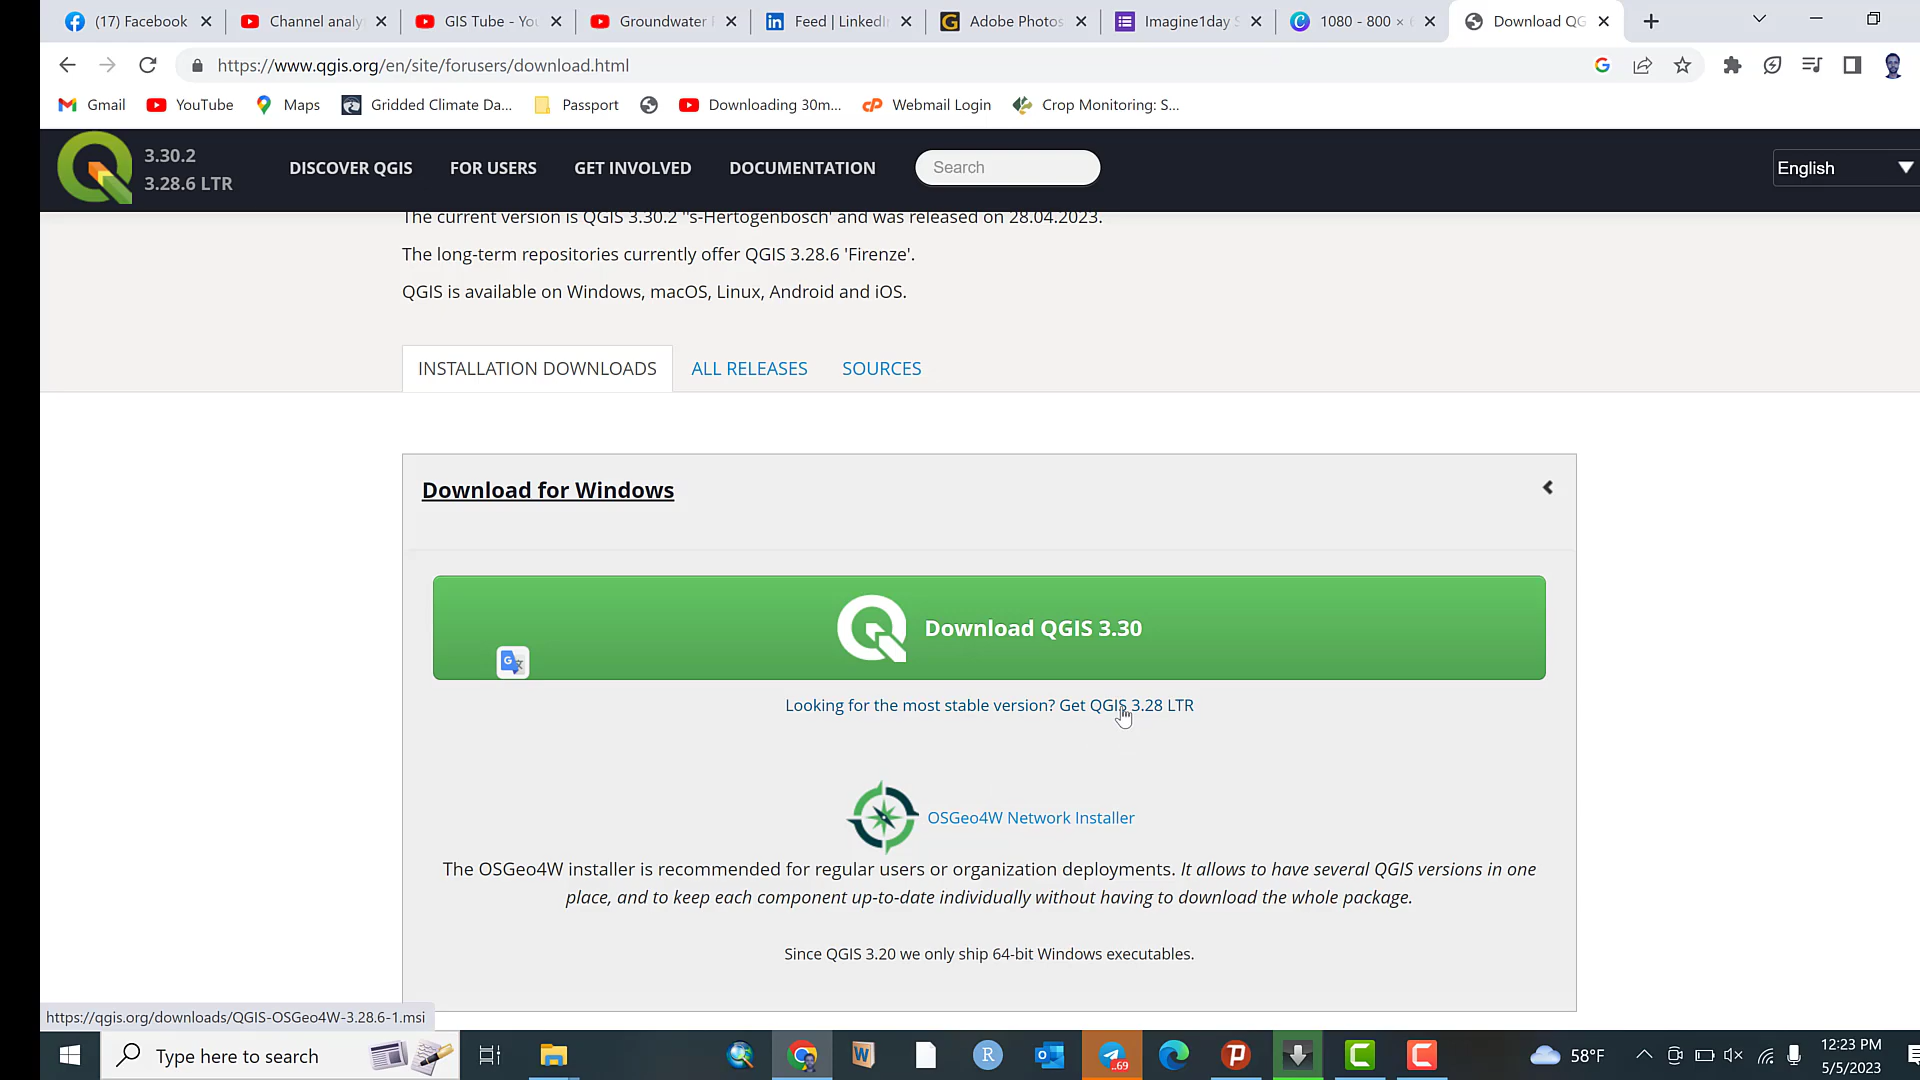 (17) Facebook
Channel analy
GIS Tube - Yo
Groundwater
Feed | LinkedIn
Adobe Photos
Imagine1day
1080 - 800 ×
Download QG
https://www.qgis.org/en/site/forusers/download.html
Gmail
YouTube
Maps
Gridded Climate Da...
Passport
Downloading 30m...
Webmail Login
Crop Monitoring: S...
3.30.2
3.28.6 LTR
DISCOVER QGIS
FOR USERS
GET INVOLVED
DOCUMENTATION
Search
English
The current version is QGIS 3.30.2 ''s-Hertogenbosch' and was released on 28.04.2023.
The long-term repositories currently offer QGIS 3.28.6 'Firenze'.
QGIS is available on Windows, macOS, Linux, Android and iOS.
INSTALLATION DOWNLOADS
ALL RELEASES
SOURCES
Download for Windows
Download QGIS 3.30
Looking for the most stable version? Get QGIS 3.28 LTR
OSGeo4W Network Installer
The OSGeo4W installer is recommended for regular users or organization deployments. It allows to have several QGIS versions in one
place, and to keep each component up-to-date individually without having to download the whole package.
Since QGIS 3.20 we only ship 64-bit Windows executables.
https://qgis.org/downloads/QGIS-OSGeo4W-3.28.6-1.msi
Type here to search
..69
58°F
12:23 PM
5/5/2023